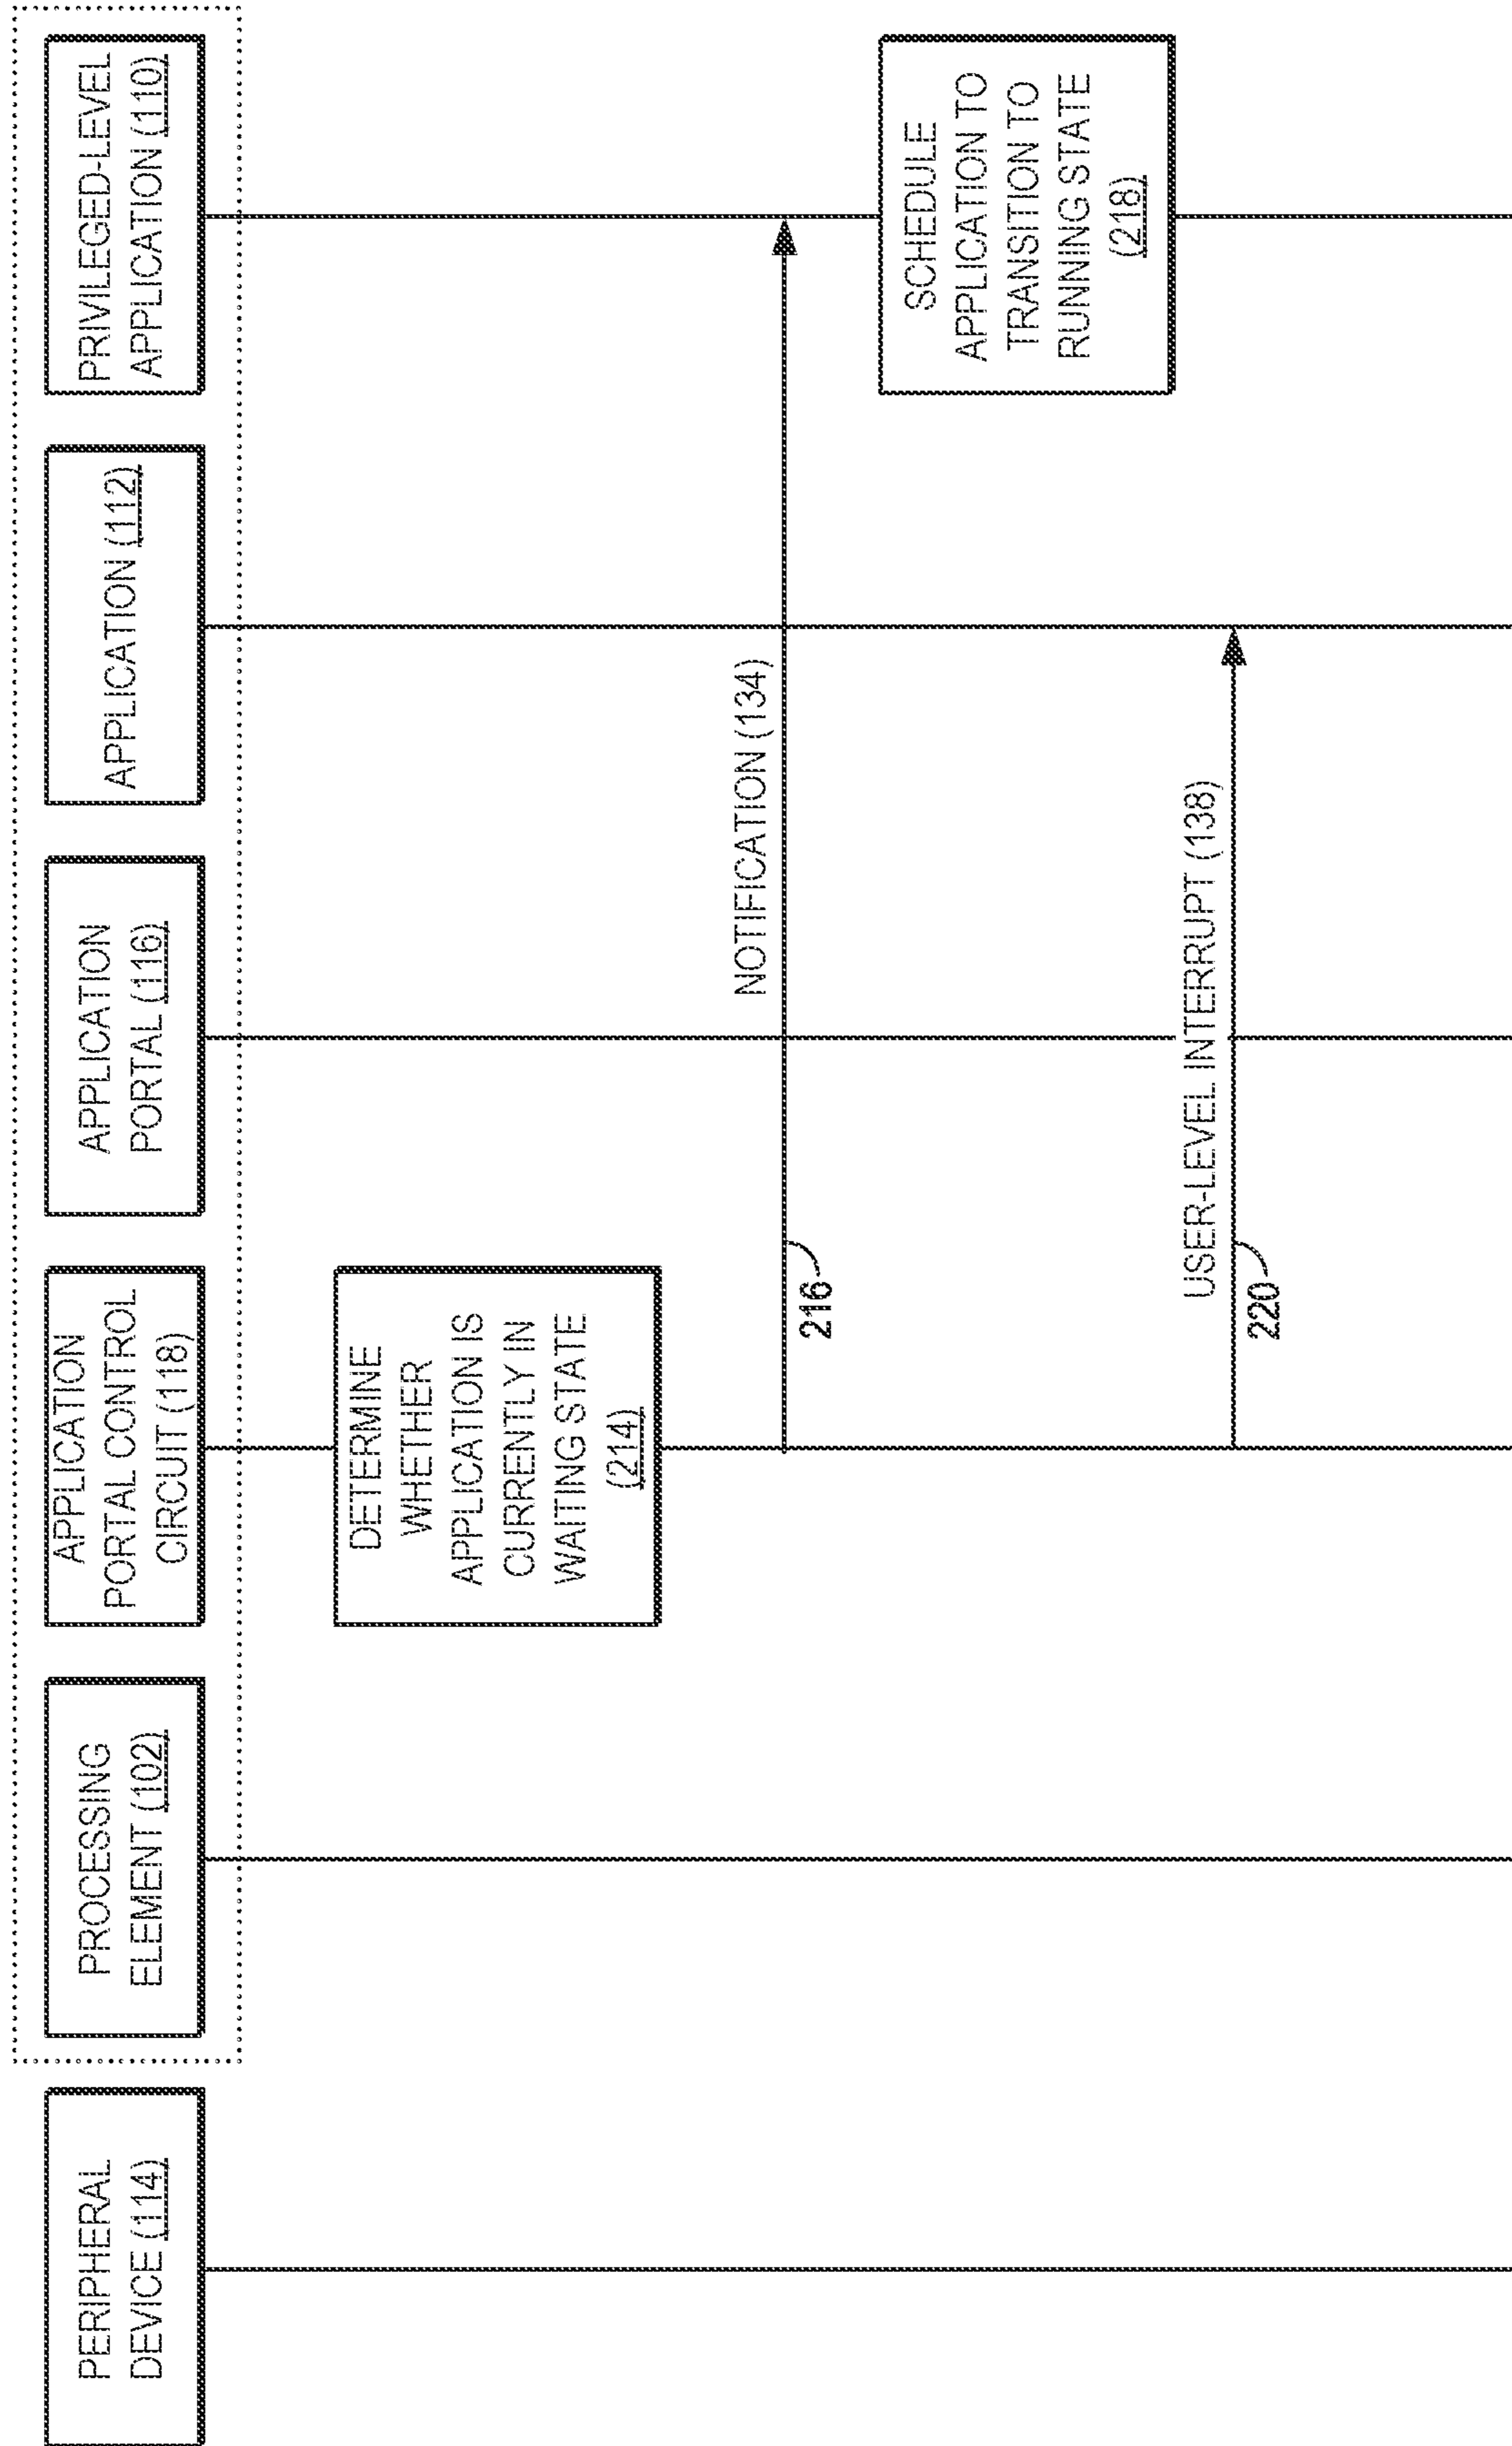 PERIPHERAL
DEVICE (114)
PROCESSING
ELEMENT (102)
APPLICATION
PORTAL CONTROL
CIRCUIT (118)
APPLICATION
PORTAL (116)
APPLICATION (112)
PRIVILEGED-LEVEL
APPLICATION (110)
DETERMINE
WHETHER
APPLICATION IS
CURRENTLY IN
WAITING STATE
(214)
NOTIFICATION (134)
216
SCHEDULE
APPLICATION TO
TRANSITION TO
RUNNING STATE
(218)
USER-LEVEL INTERRUPT (138)
220